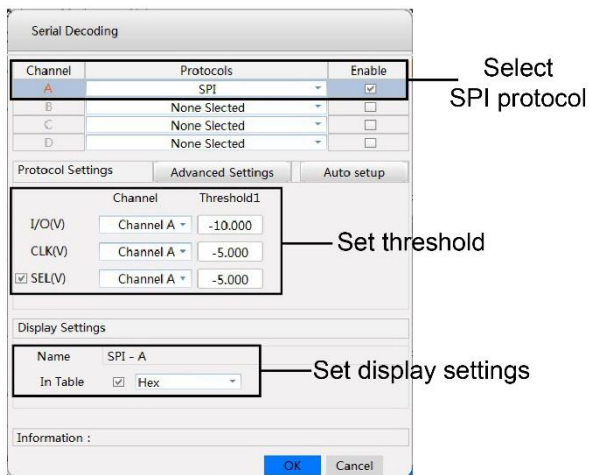 Serial Decoding
Channel Protocols Enable
A SPI
B None Slected
C None Slected
D None Slected
Select
SPI protocol
Protocol Settings Advanced Settings Auto setup
Channel Threshold1
I/O(V) Channel A -10.000
CLK(V) Channel A -5.000
SEL(V) Channel A -5.000
Set threshold
Display Settings
Name SPI - A
In Table Hex
Set display settings
Information :
OK Cancel